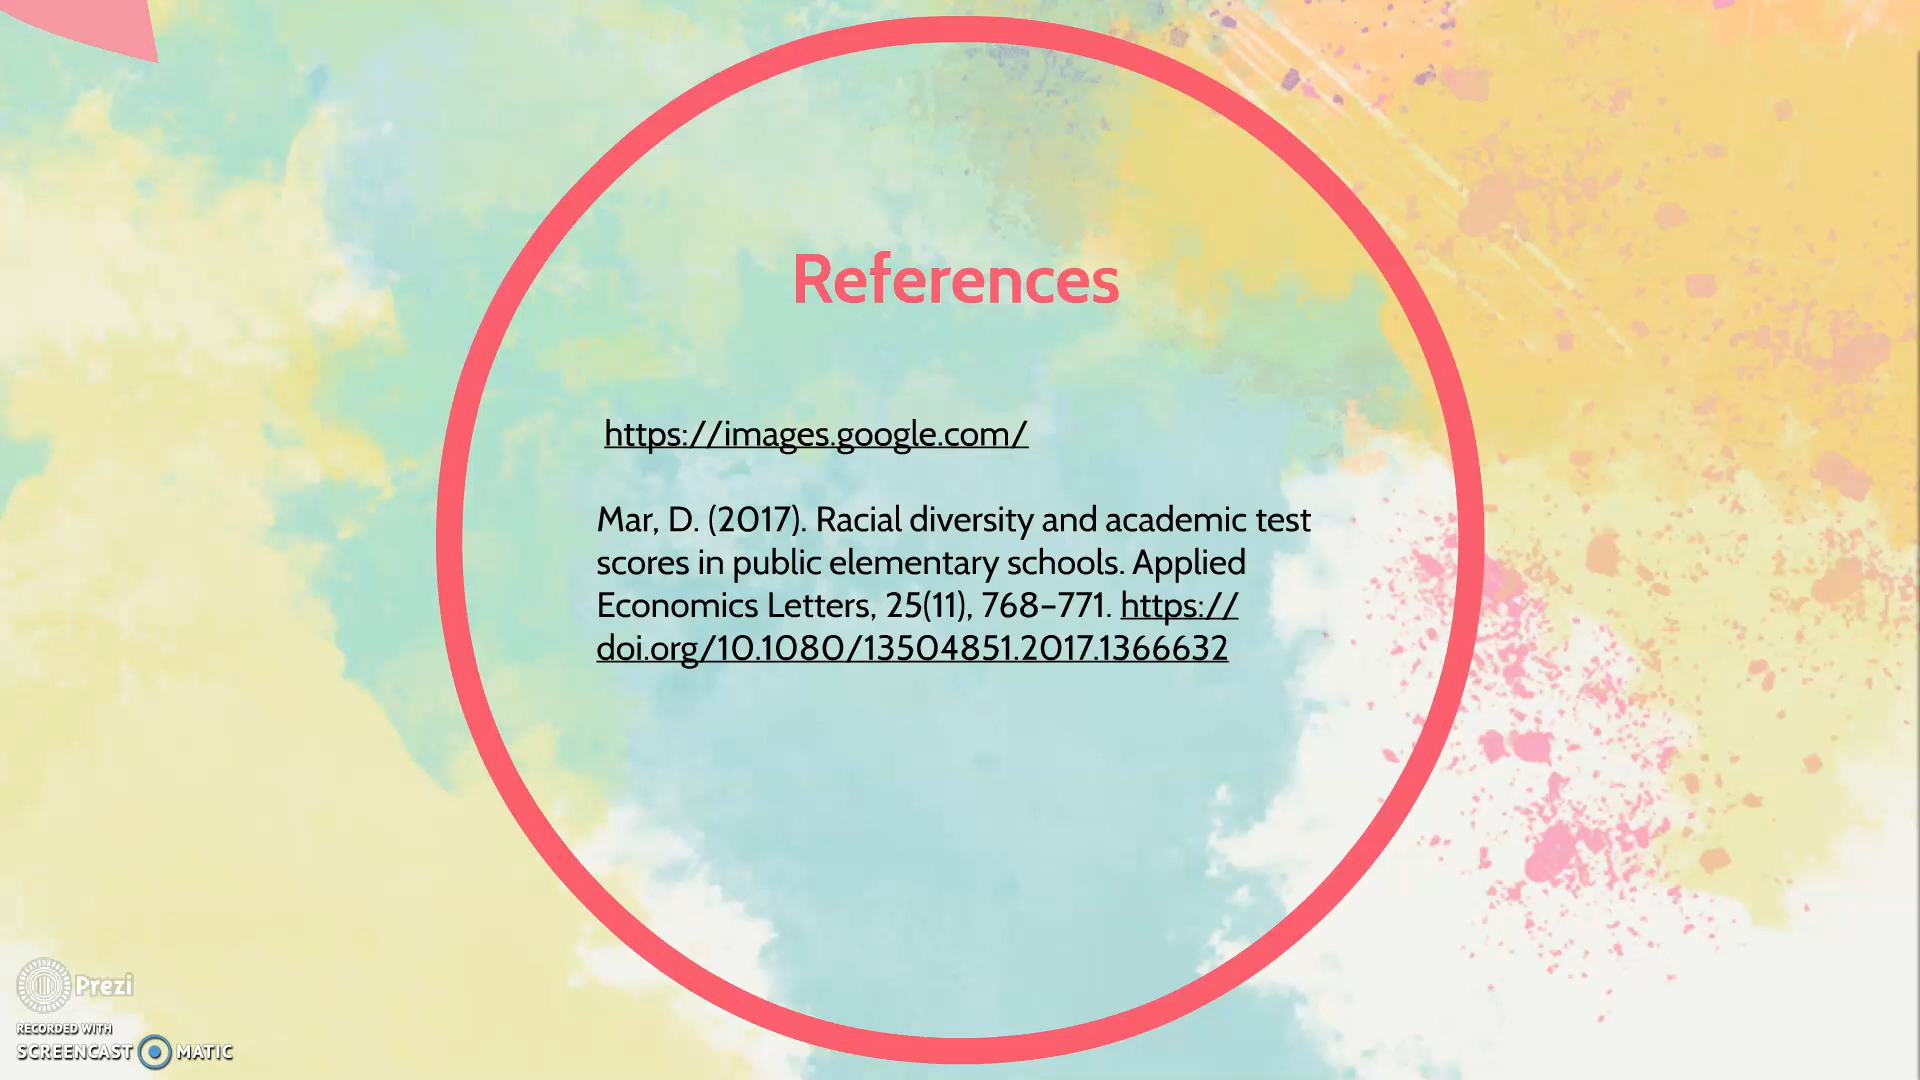 References
https://images.google.com/
Mar, D. (2017). Racial diversity and academic test
scores in public elementary schools. Applied
Economics Letters, 25(11), 768–771. https://
doi.org/10.1080/13504851.2017.1366632
Prezi
RECORDED WITH
SCREENCAST MATIC